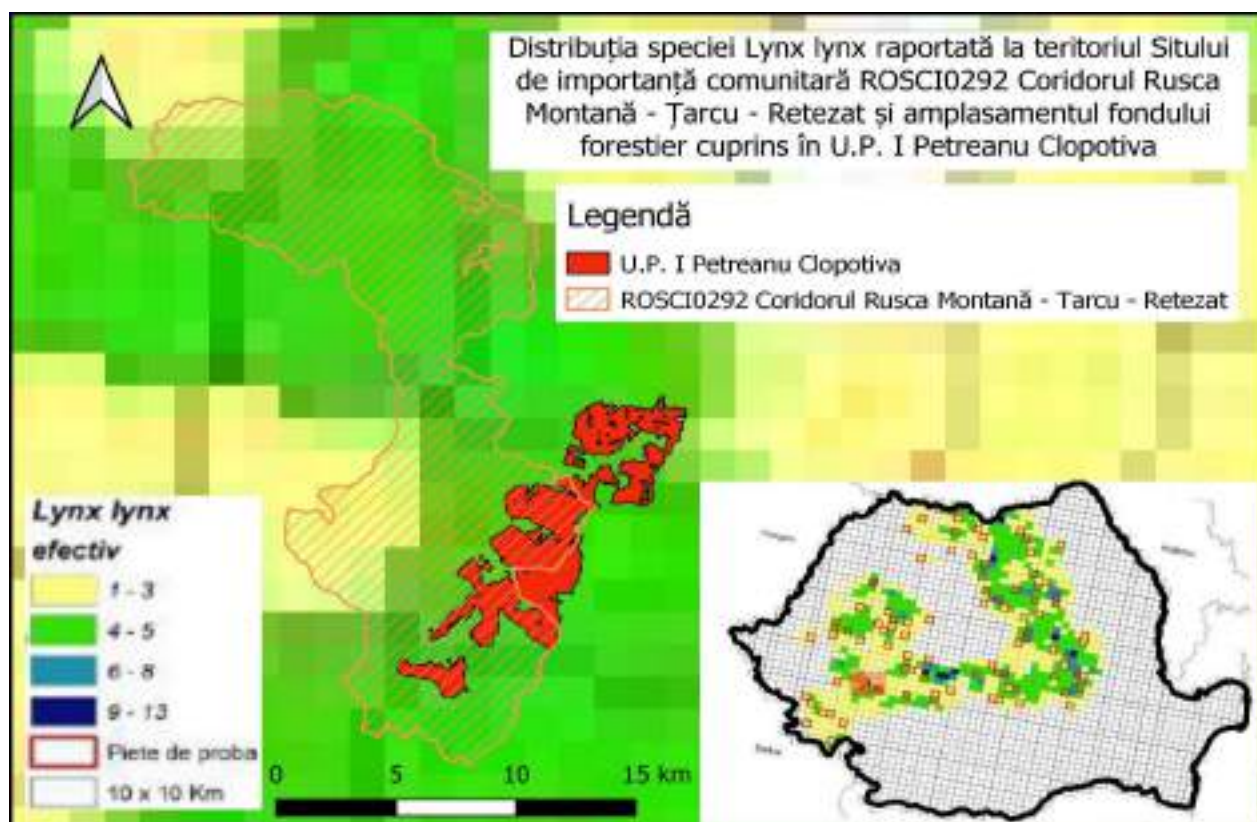 Distribuția speciei Lynx lynx raportată la teritoriul Sitului
de importanță comunitară ROSCI0292 Coridorul Rusca
Montană - Țarcu - Retezat și amplasamentul fondului
forestier cuprins în U.P. I Petreanu Clopotiva
Legendă
U.P. I Petreanu Clopotiva
ROSCI0292 Coridorul Rusca Montană - Tarcu - Retezat
Lynx lynx
efectiv
1 - 3
4 - 5
6 - 8
9 - 13
Piete de proba
10 x 10 Km
0 5 10 15 km